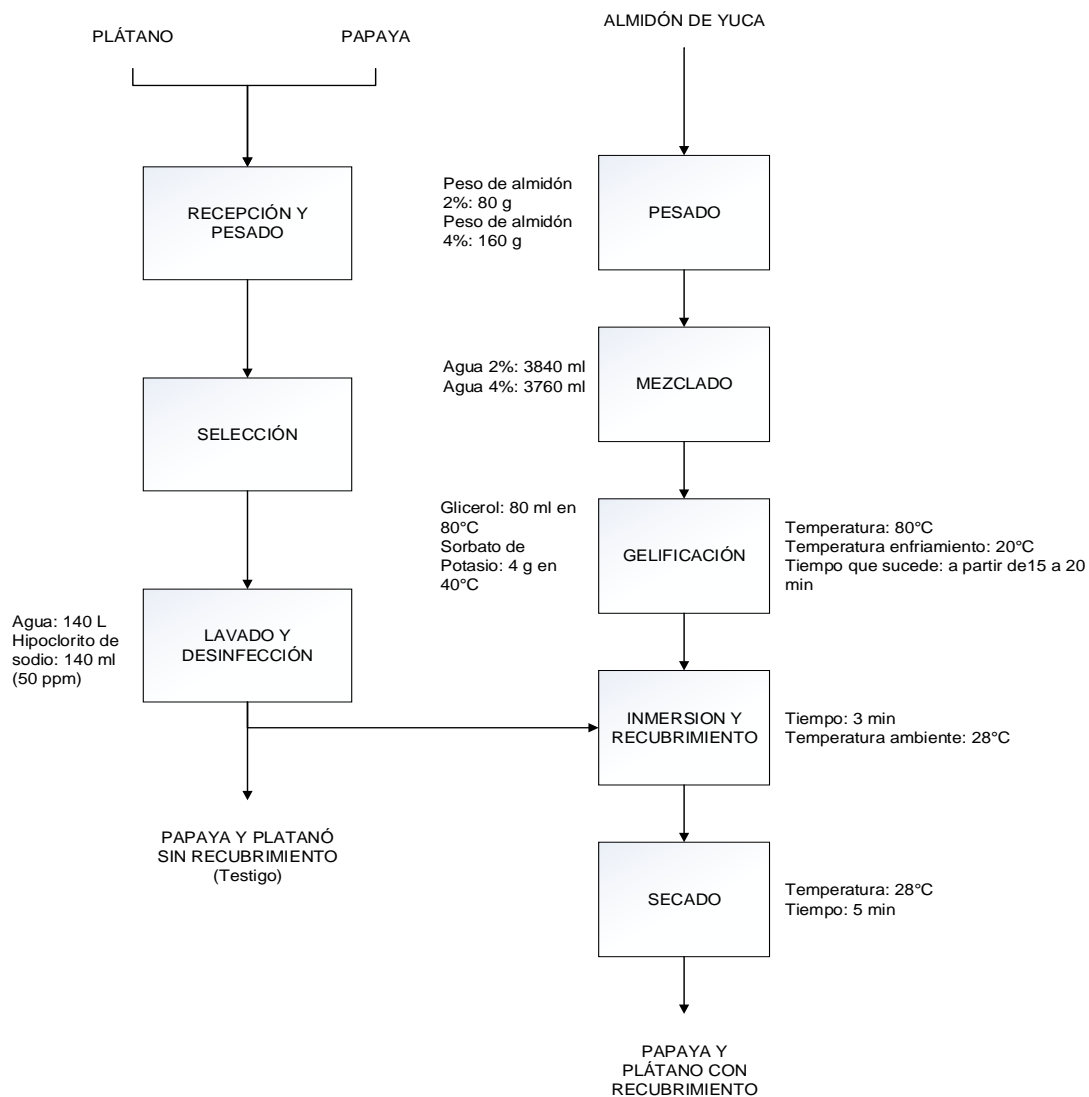 PLÁTANO
PAPAYA
RECEPCIÓN Y
PESADO
SELECCIÓN
Agua: 140 L
Hipoclorito de
sodio: 140 ml
(50 ppm)
LAVADO Y
DESINFECCIÓN
PAPAYA Y PLATANÓ
SIN RECUBRIMIENTO
(Testigo)
ALMIDÓN DE YUCA
Peso de almidón
2%: 80 g
Peso de almidón
4%: 160 g
PESADO
Agua 2%: 3840 ml
Agua 4%: 3760 ml
MEZCLADO
Glicerol: 80 ml en
80°C
Sorbato de
Potasio: 4 g en
40°C
GELIFICACIÓN
Temperatura: 80°C
Temperatura enfriamiento: 20°C
Tiempo que sucede: a partir de15 a 20
min
INMERSION Y
RECUBRIMIENTO
Tiempo: 3 min
Temperatura ambiente: 28°C
SECADO
Temperatura: 28°C
Tiempo: 5 min
PAPAYA Y
PLÁTANO CON
RECUBRIMIENTO